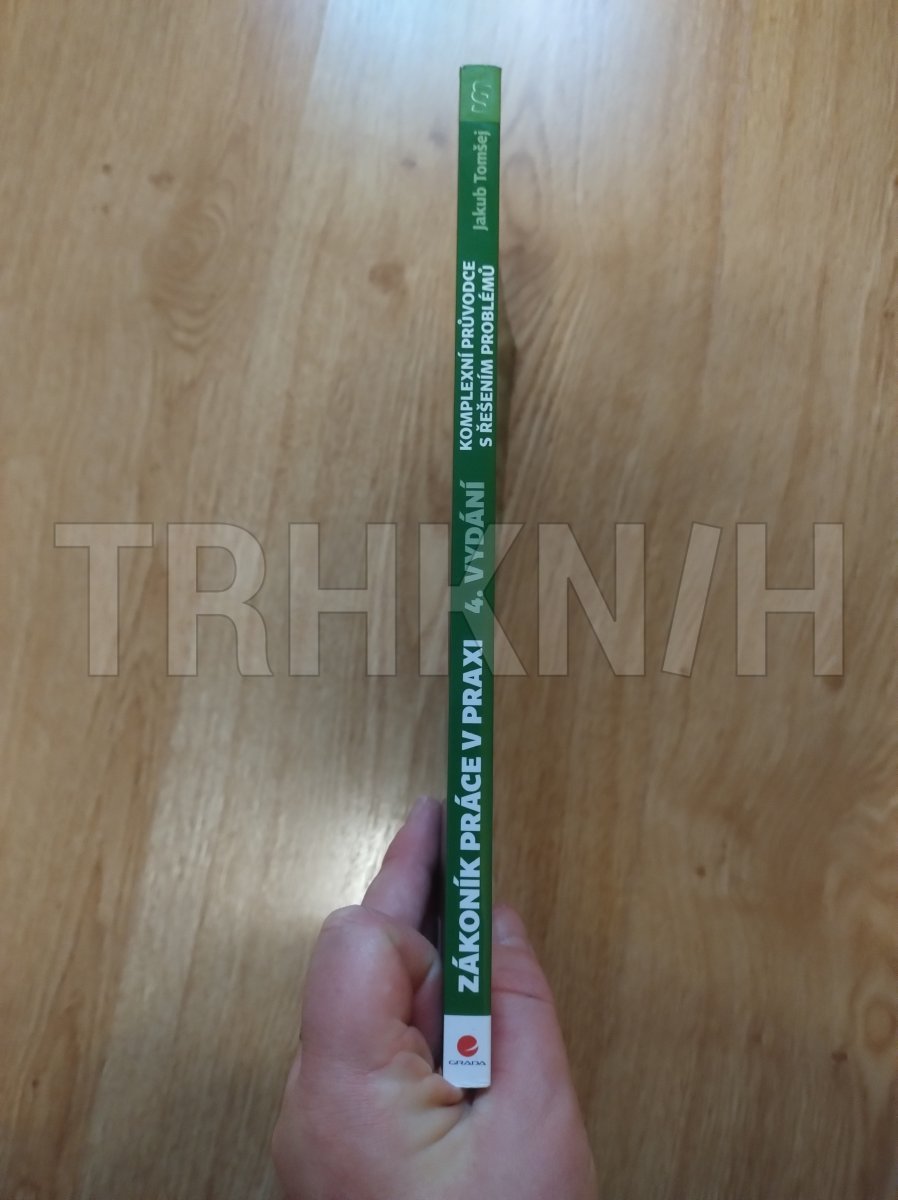 ZÁKONÍK PRÁCE V PRAXI 4. VYDÁNÍ
KOMPLEXNÍ PRŮVODCE
S ŘEŠENÍM PROBLÉMŮ
Jakub Tomšej
GRADA
TRHKNIH